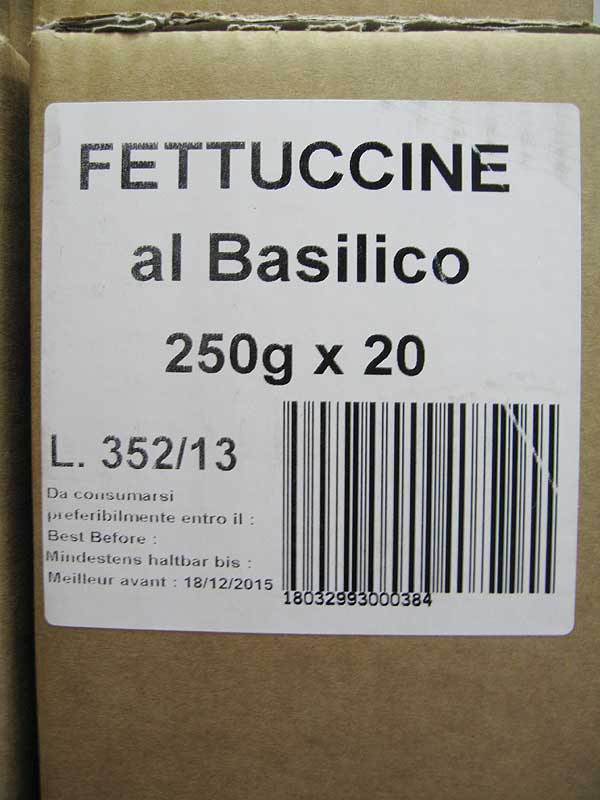 FETTUCCINE
al Basilico
250g x 20
L. 352/13
Da consumarsi
preferibilmente entro il :
Best Before :
Mindestens haltbar bis :
Meilleur avant : 18/12/2015
18032993000384